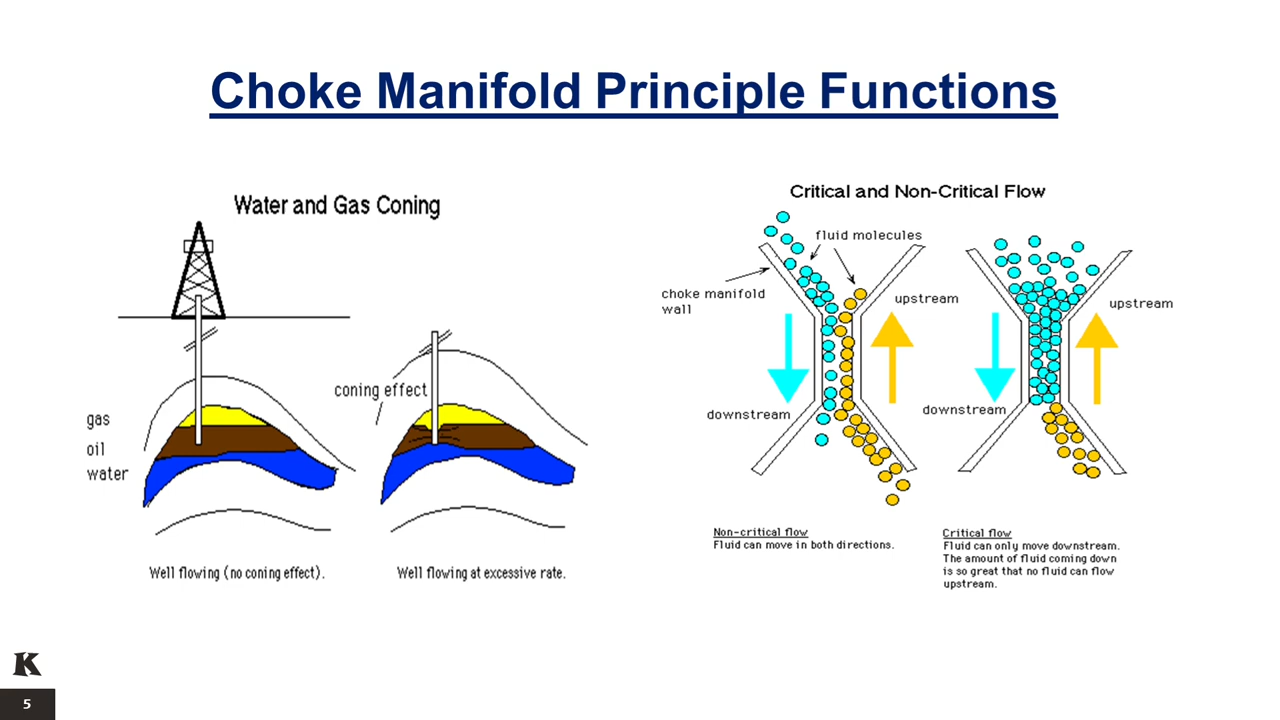 Choke Manifold Principle Functions
Water and Gas Coning
gas
oil
water
coning effect
Well flowing (no coning effect).
Well flowing at excessive rate.
Critical and Non-Critical Flow
fluid molecules
choke manifold
wall
upstream
downstream
upstream
downstream
Non-critical flow
Fluid can move in both directions.
Critical flow
Fluid can only move downstream.
The amount of fluid coming down
is so great that no fluid can flow
upstream.
K
5